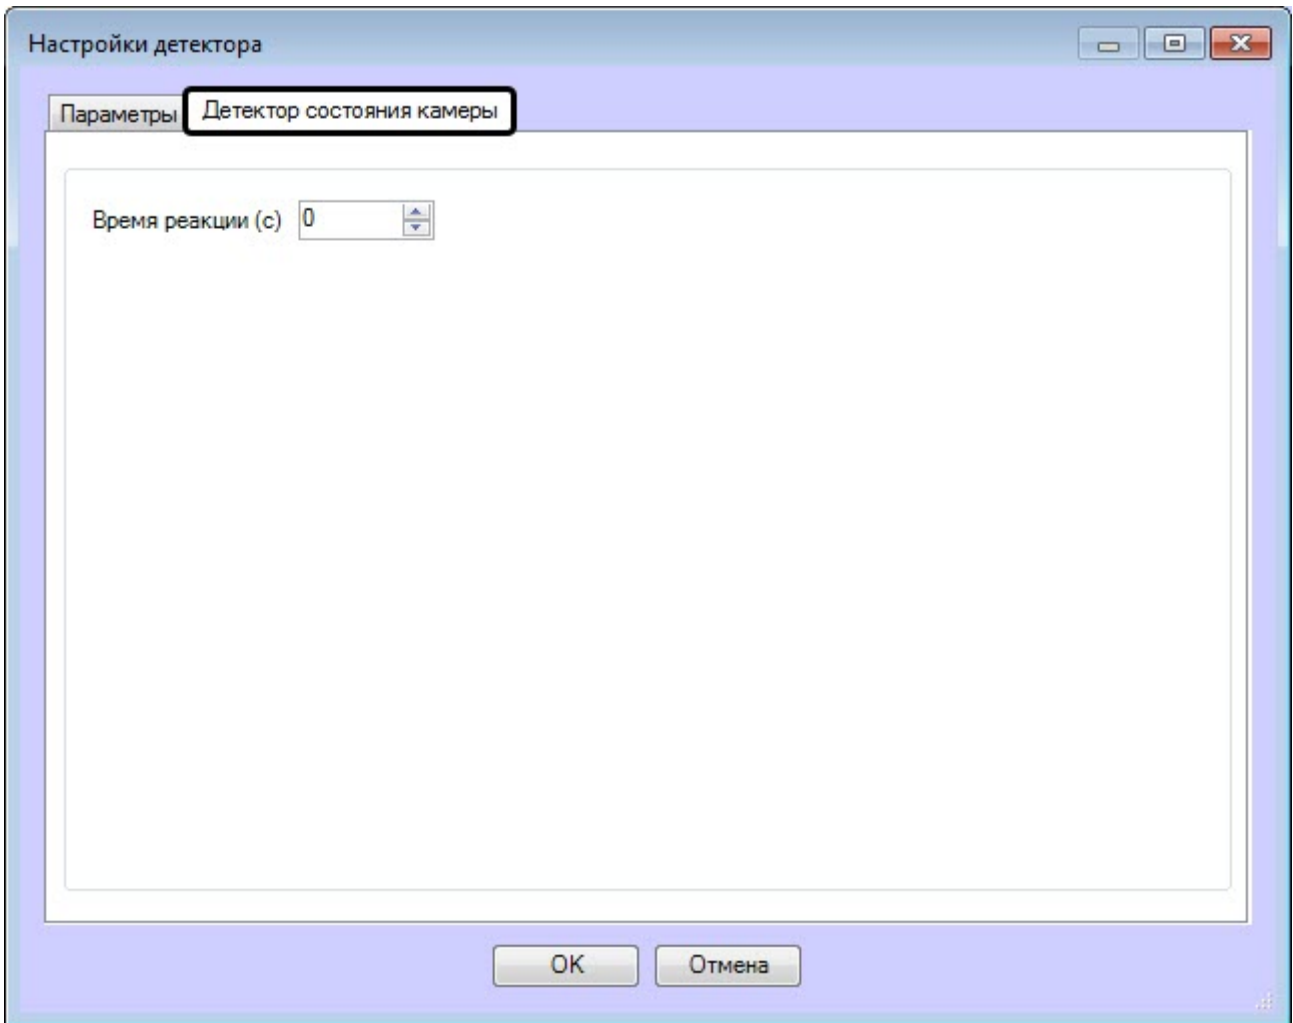 Настройки детектора
Параметры
Детектор состояния камеры
Время реакции (с) 0
OK
Отмена